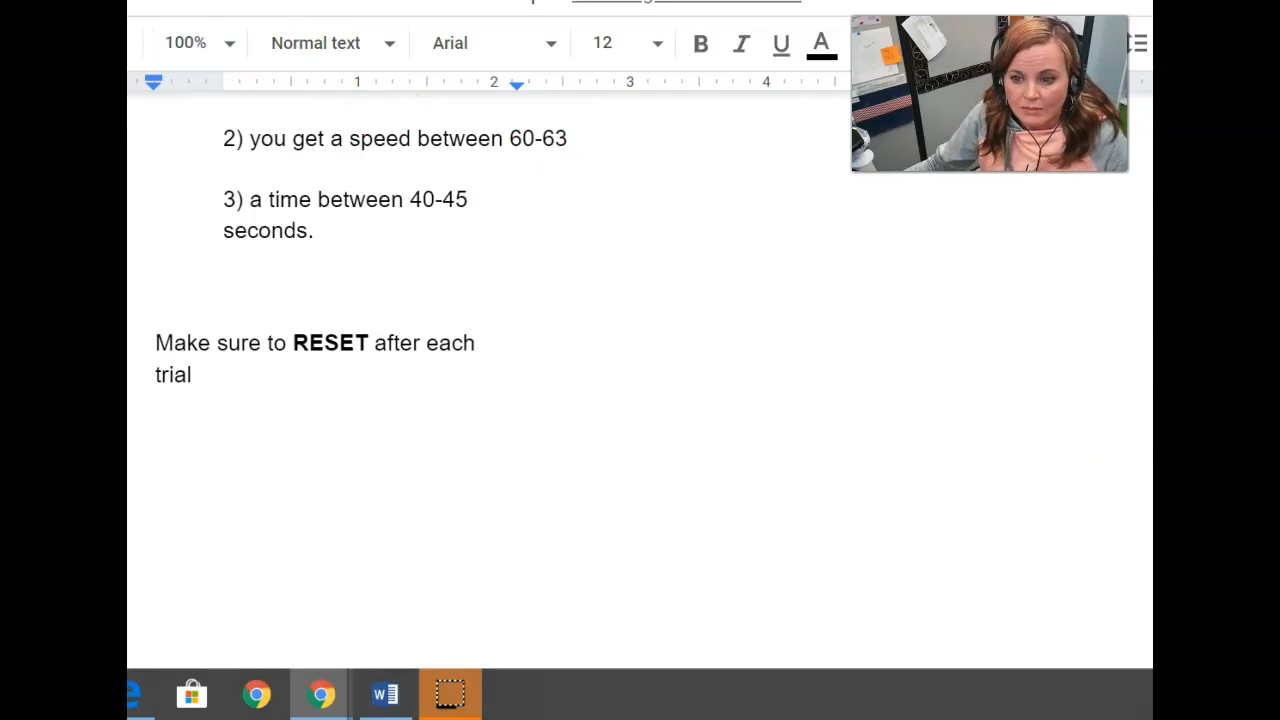 100% Normal text Arial 12 B I U A
1 2 3 4
2) you get a speed between 60-63
3) a time between 40-45
seconds.
Make sure to RESET after each
trial